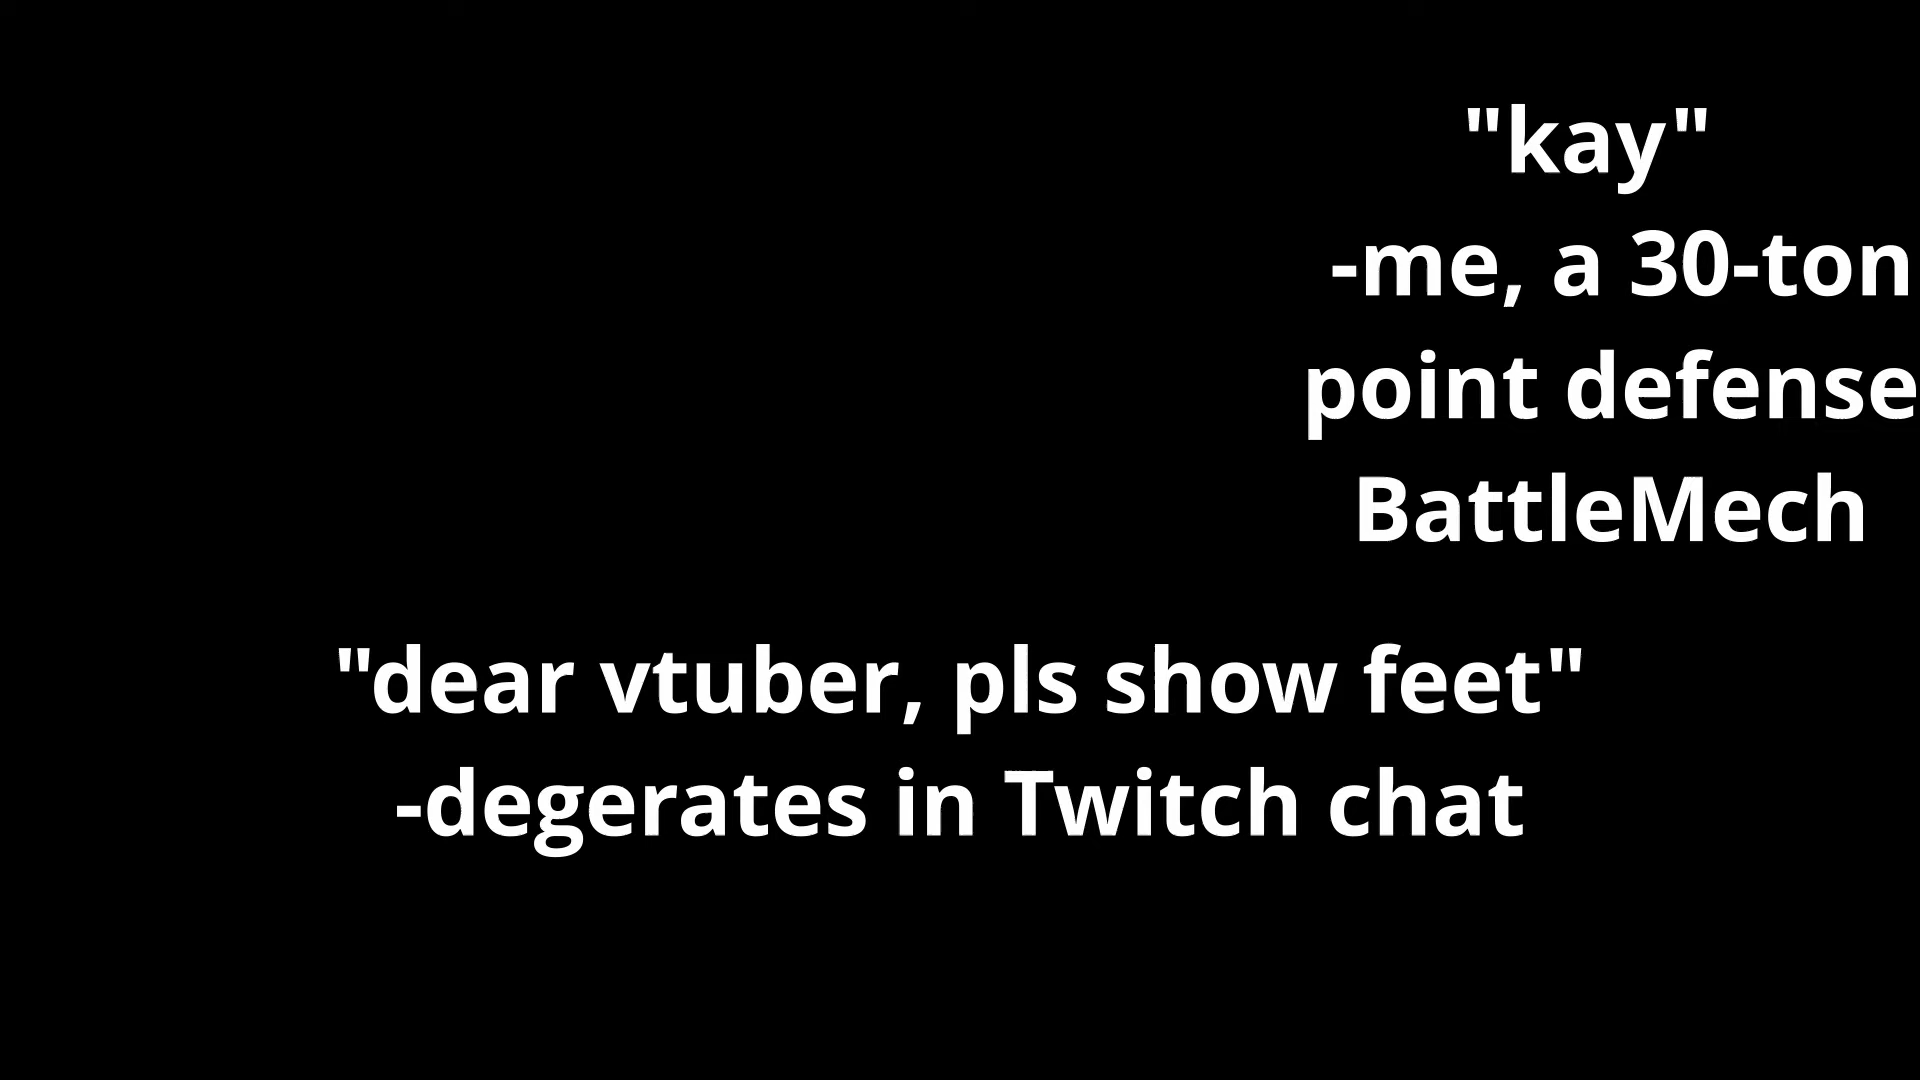 "kay"
-me, a 30-ton
point defense
BattleMech
"dear vtuber, pls show feet"
-degerates in Twitch chat